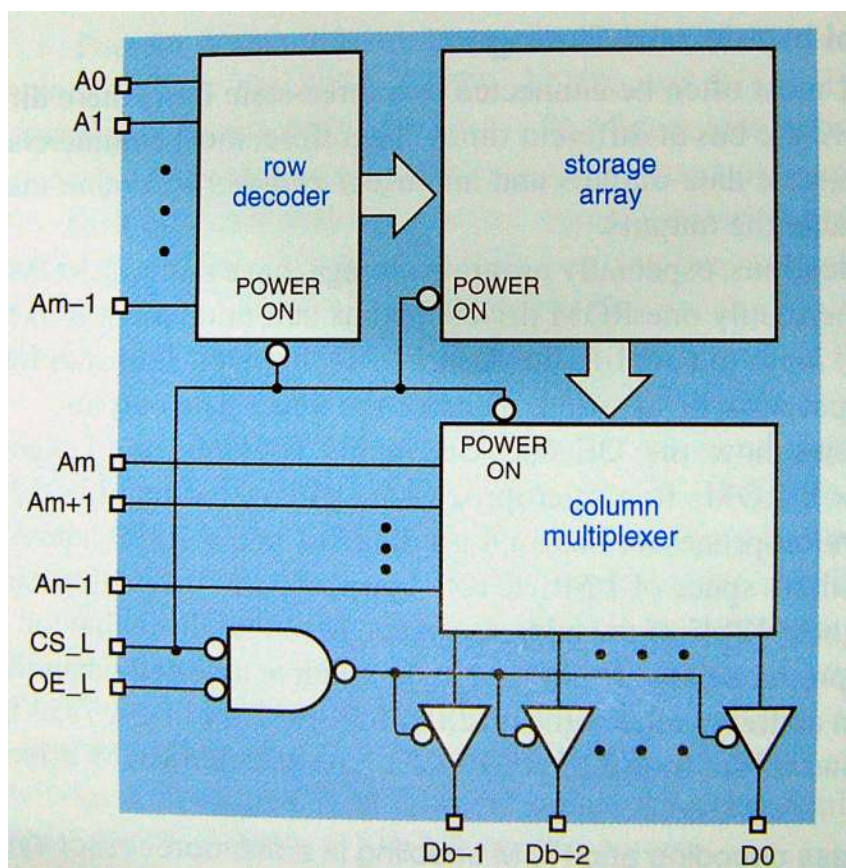 A0
A1
Am−1
row
decoder
POWER
ON
storage
array
POWER
ON
Am
Am+1
An−1
POWER
ON
column
multiplexer
CS_L
OE_L
Db−1
Db−2
D0